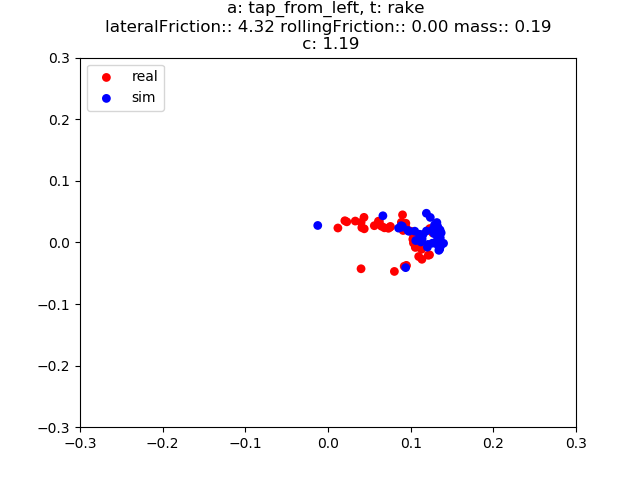 a: tap_from_left, t: rake
lateralFriction:: 4.32 rollingFriction:: 0.00 mass:: 0.19
c: 1.19
real
sim
0.3
0.2
0.1
0.0
−0.1
−0.2
−0.3
−0.3
−0.2
−0.1
0.0
0.1
0.2
0.3